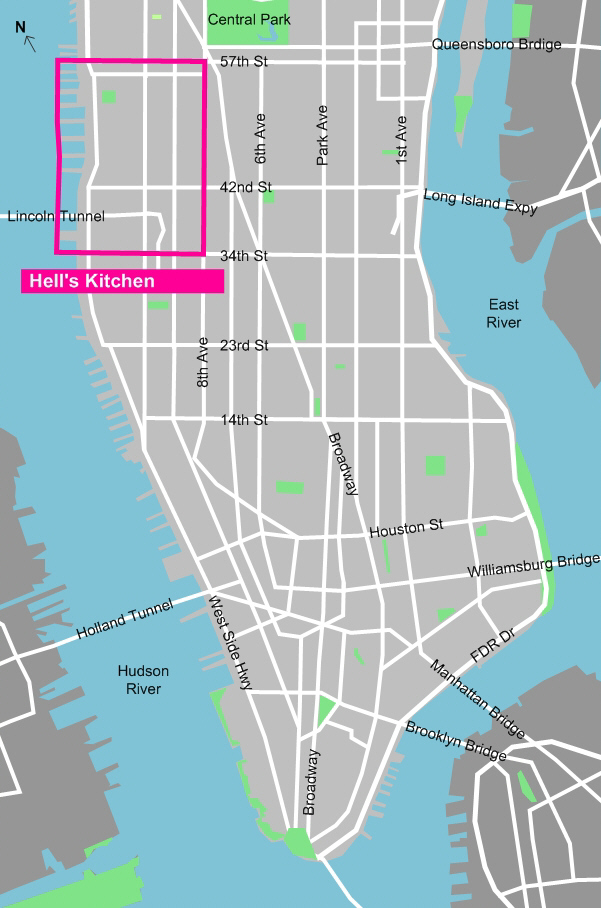 N
Central Park
Queensboro Brdige
57th St
6th Ave
Park Ave
1st Ave
42nd St
Long Island Expy
Lincoln Tunnel
34th St
Hell's Kitchen
East
River
23rd St
8th Ave
14th St
Broadway
Houston St
Williamsburg Bridge
Holland Tunnel
West Side Hwy
FDR Dr
Hudson
River
Manhattan Bridge
Brooklyn Bridge
Broadway